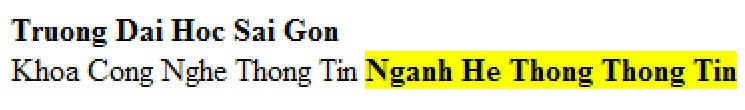 Truong Dai Hoc Sai Gon
Khoa Cong Nghe Thong Tin Nganh He Thong Thong Tin